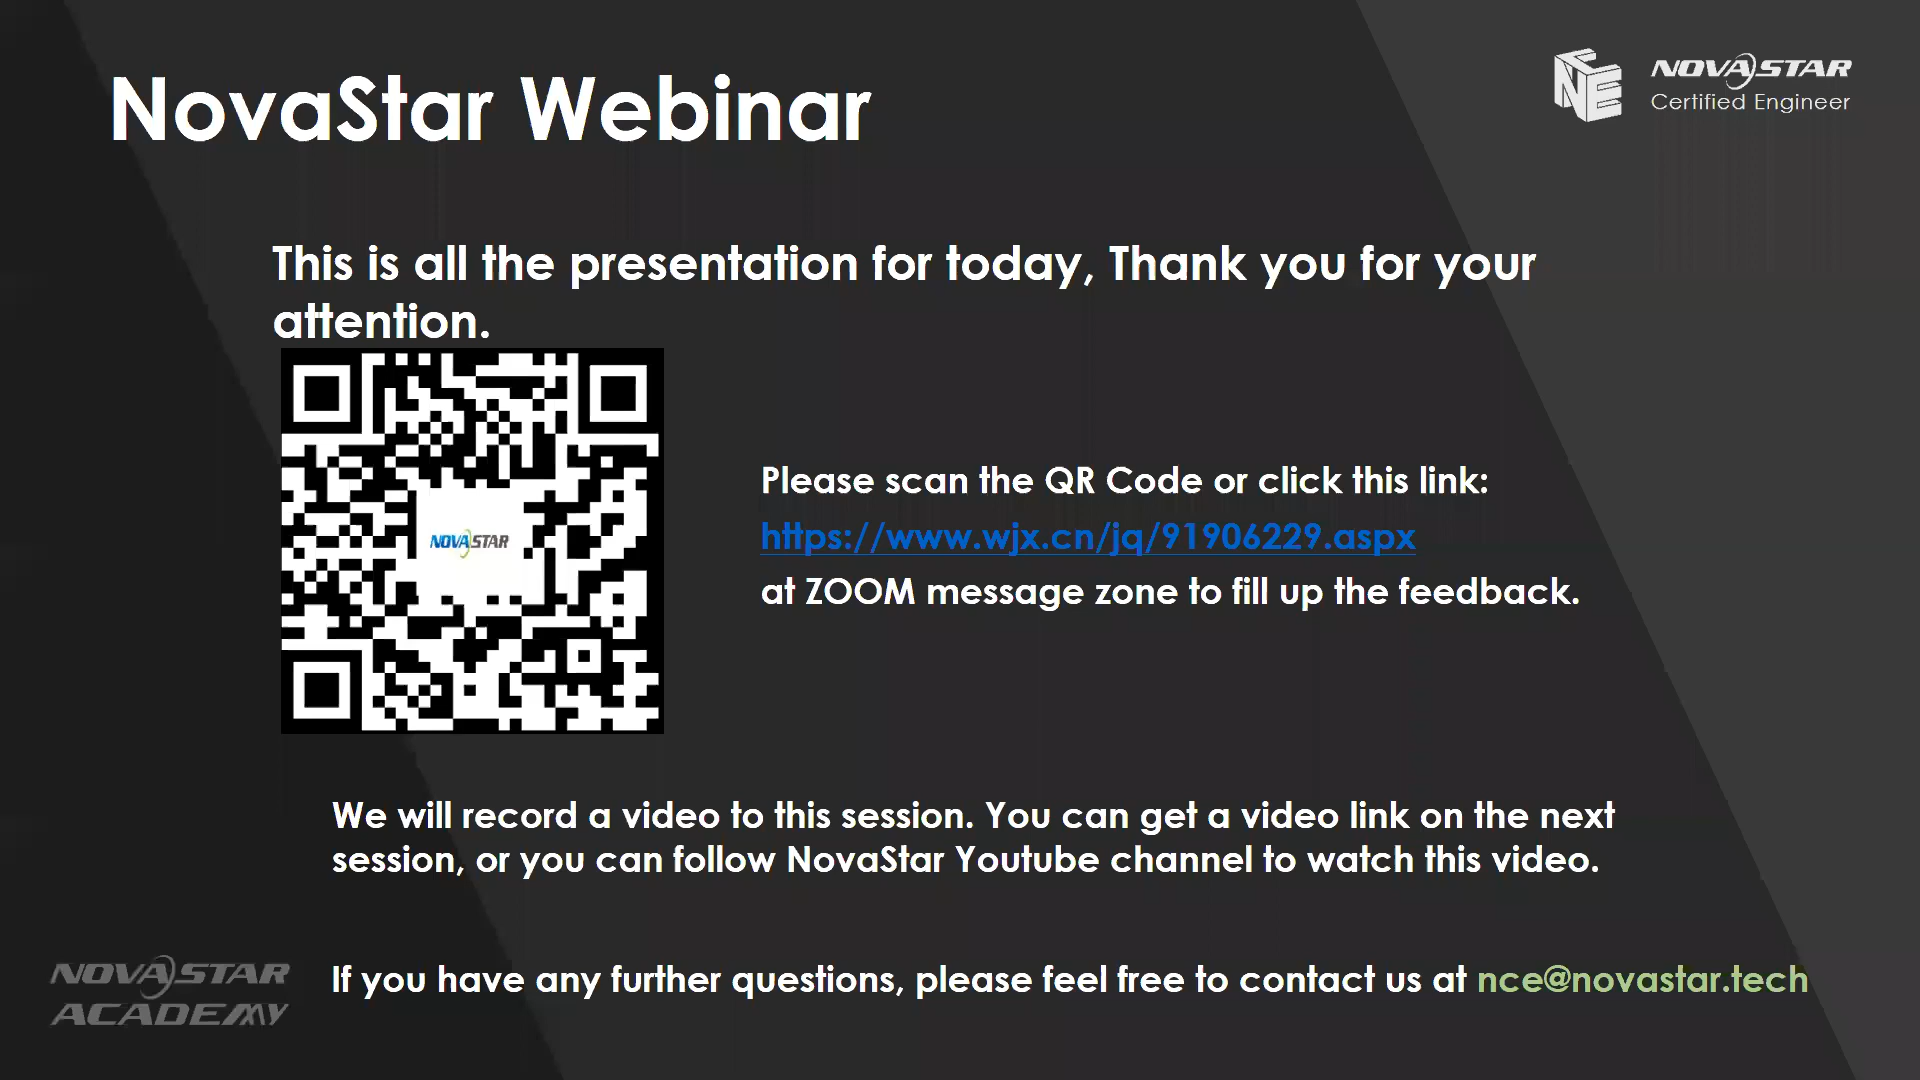 NovaStar Webinar
NCE
NOVASTAR
Certified Engineer
This is all the presentation for today, Thank you for your
attention.
NOVASTAR
Please scan the QR Code or click this link:
https://www.wjx.cn/jq/91906229.aspx
at ZOOM message zone to fill up the feedback.
We will record a video to this session. You can get a video link on the next
session, or you can follow NovaStar Youtube channel to watch this video.
If you have any further questions, please feel free to contact us at nce@novastar.tech
NOVASTAR
ACADEMY